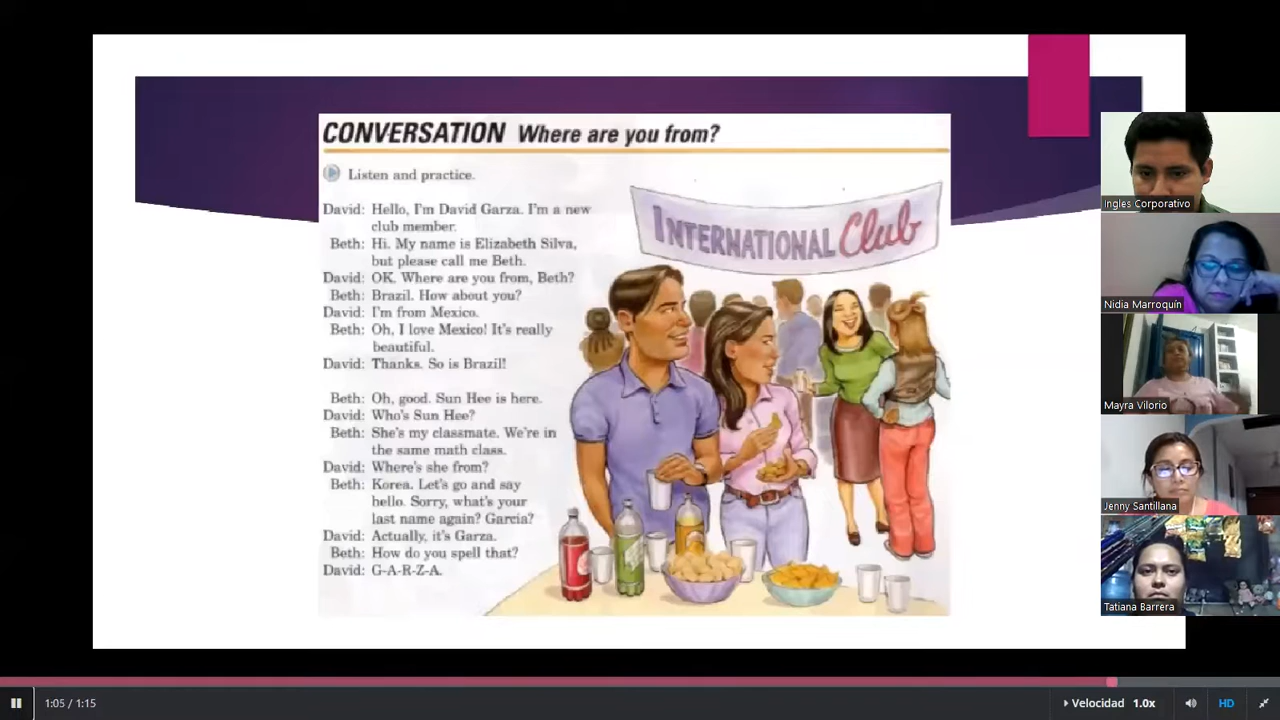 CONVERSATION Where are you from?
Listen and practice.
David: Hello, I'm David Garza. I'm a new
club member.
Beth: Hi. My name is Elizabeth Silva,
but please call me Beth.
David: OK. Where are you from, Beth?
Beth: Brazil. How about you?
David: I'm from Mexico.
Beth: Oh, I love Mexico! It's really
beautiful.
David: Thanks. So is Brazil!
Beth: Oh, good. Sun Hee is here.
David: Who's Sun Hee?
Beth: She's my classmate. We're in
the same math class.
David: Where's she from?
Beth: Korea. Let's go and say
hello. Sorry, what's your
last name again? Garcia?
David: Actually, it's Garza.
Beth: How do you spell that?
David: G-A-R-Z-A.
INTERNATIONAL Club
Ingles Corporativo
Nidia Marroquín
Mayra Vilorio
Jenny Santillana
Tatiana Barrera
1:05 / 1:15
Velocidad 1.0x
HD